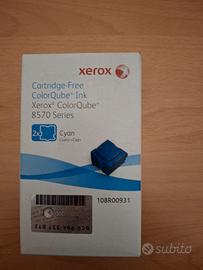 xerox
Cartridge-Free
ColorQube® Ink
Xerox® ColorQube®
8570 Series
2x
Cyan
108R00931
subito